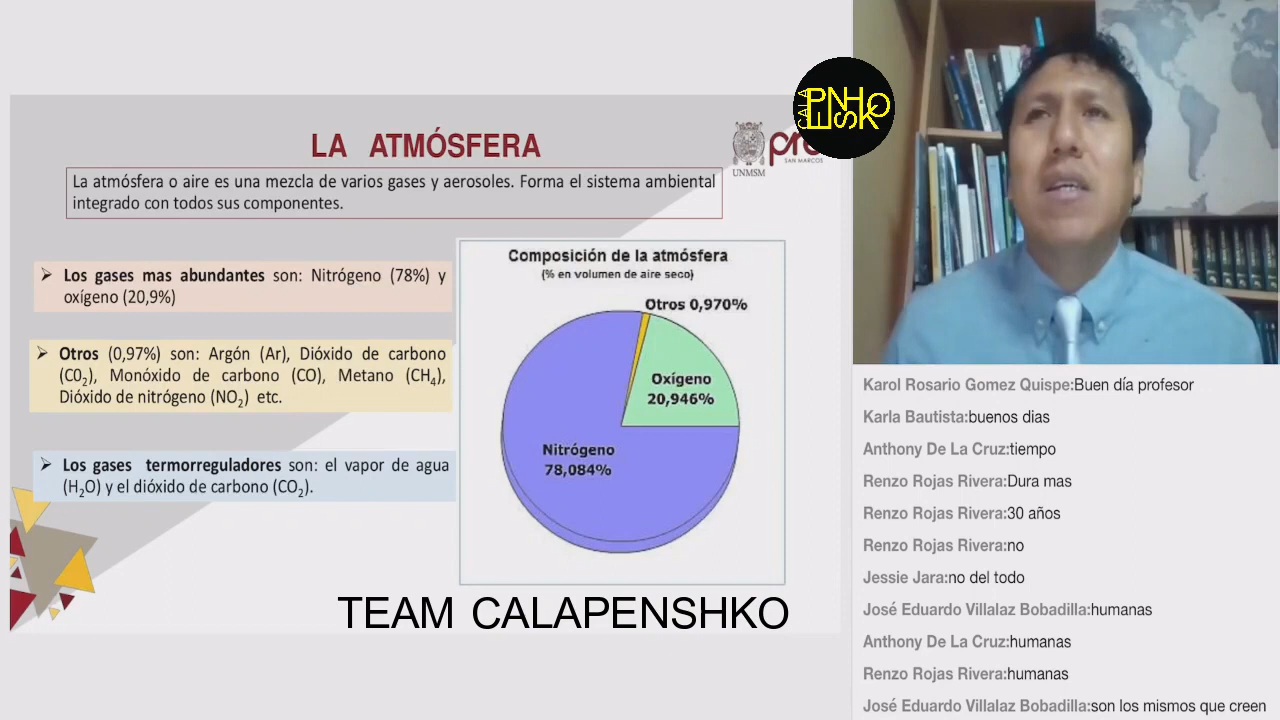 LA ATMÓSFERA
UNMSM
SAN MARCOS
CALA
PENHSKO
La atmósfera o aire es una mezcla de varios gases y aerosoles. Forma el sistema ambiental
integrado con todos sus componentes.
➢ Los gases mas abundantes son: Nitrógeno (78%) y
oxígeno (20,9%)
➢ Otros (0,97%) son: Argón (Ar), Dióxido de carbono
(C0₂), Monóxido de carbono (CO), Metano (CH₄),
Dióxido de nitrógeno (NO₂) etc.
➢ Los gases termorreguladores son: el vapor de agua
(H₂O) y el dióxido de carbono (CO₂).
Composición de la atmósfera
(% en volumen de aire seco)
Otros 0,970%
Oxígeno
20,946%
Nitrógeno
78,084%
TEAM CALAPENSHKO
Karol Rosario Gomez Quispe:Buen día profesor
Karla Bautista:buenos dias
Anthony De La Cruz:tiempo
Renzo Rojas Rivera:Dura mas
Renzo Rojas Rivera:30 años
Renzo Rojas Rivera:no
Jessie Jara:no del todo
José Eduardo Villalaz Bobadilla:humanas
Anthony De La Cruz:humanas
Renzo Rojas Rivera:humanas
José Eduardo Villalaz Bobadilla:son los mismos que creen